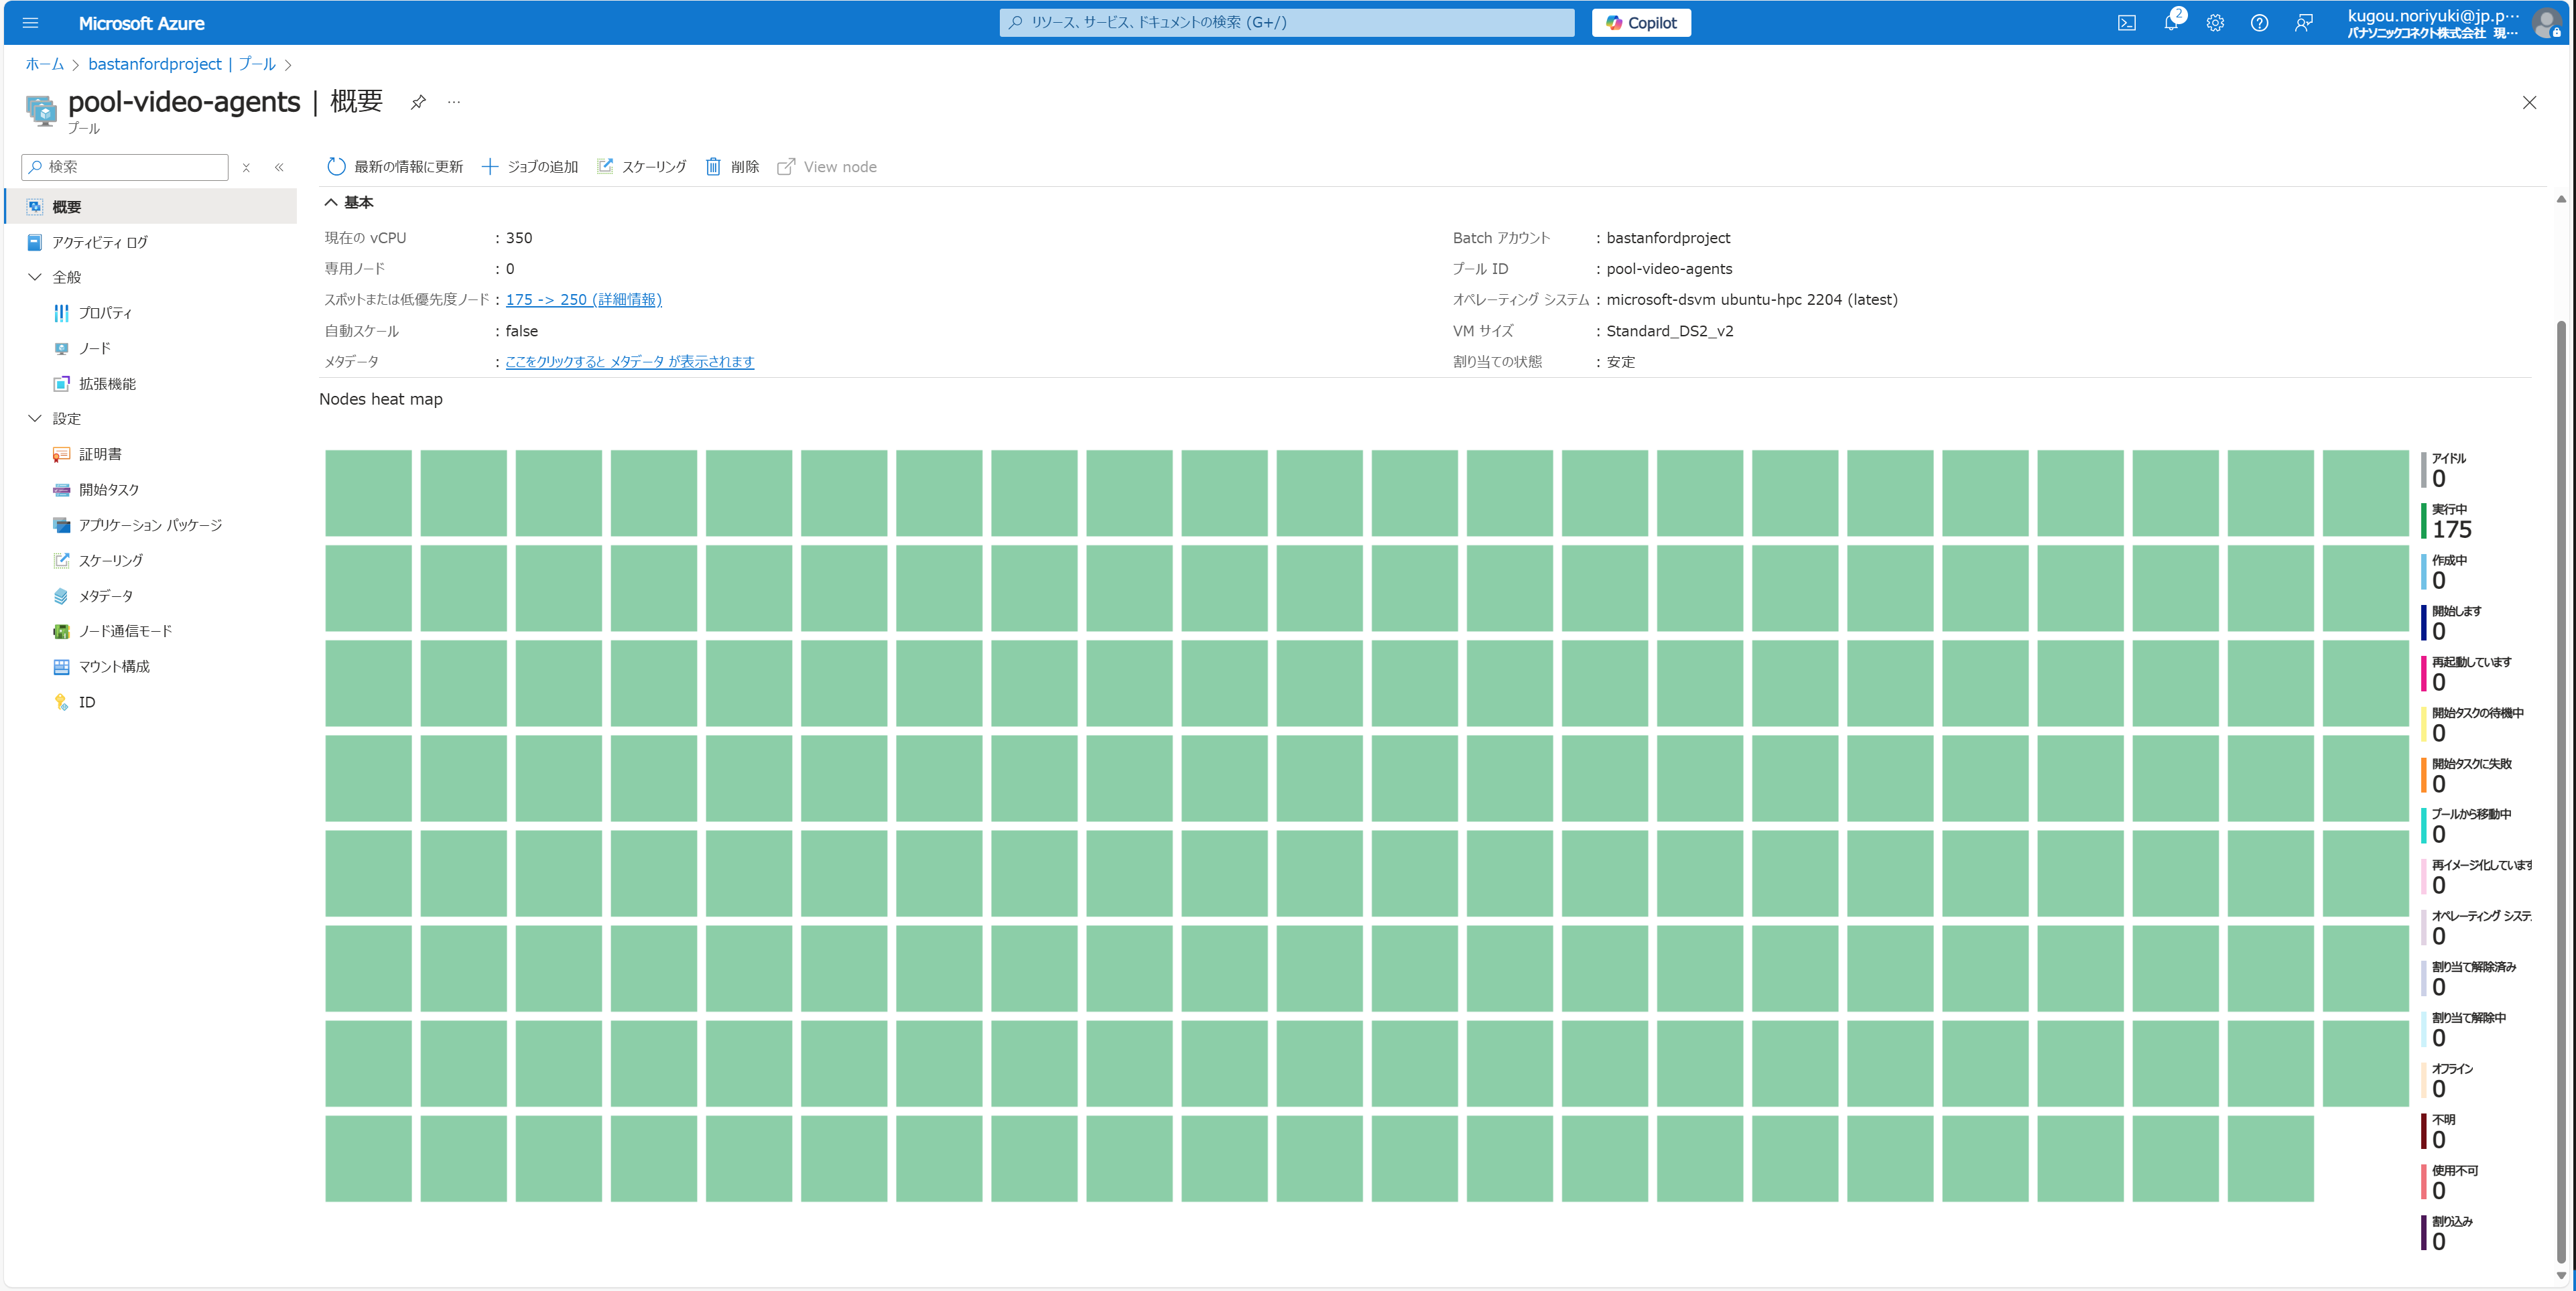 Microsoft Azure
リソース、サービス、ドキュメントの検索 (G+/)
Copilot
2
kugou.noriyuki@jp.p…
パナソニックコネクト株式会社 現…
ホーム > bastanfordproject | プール >
pool-video-agents | 概要
プール
検索
最新の情報に更新
ジョブの追加
スケーリング
削除
View node
概要
アクティビティ ログ
全般
プロパティ
ノード
拡張機能
設定
証明書
開始タスク
アプリケーション パッケージ
スケーリング
メタデータ
ノード通信モード
マウント構成
ID
基本
現在の vCPU : 350
専用ノード : 0
スポットまたは低優先度ノード : 175 -> 250 (詳細情報)
自動スケール : false
メタデータ : ここをクリックすると メタデータ が表示されます
Batch アカウント : bastanfordproject
プール ID : pool-video-agents
オペレーティング システム : microsoft-dsvm ubuntu-hpc 2204 (latest)
VM サイズ : Standard_DS2_v2
割り当ての状態 : 安定
Nodes heat map
アイドル
0
実行中
175
作成中
0
開始します
0
再起動しています
0
開始タスクの待機中
0
開始タスクに失敗
0
プールから移動中
0
再イメージ化しています
0
オペレーティング システ
0
割り当て解除済み
0
割り当て解除中
0
オフライン
0
不明
0
使用不可
0
割り込み
0